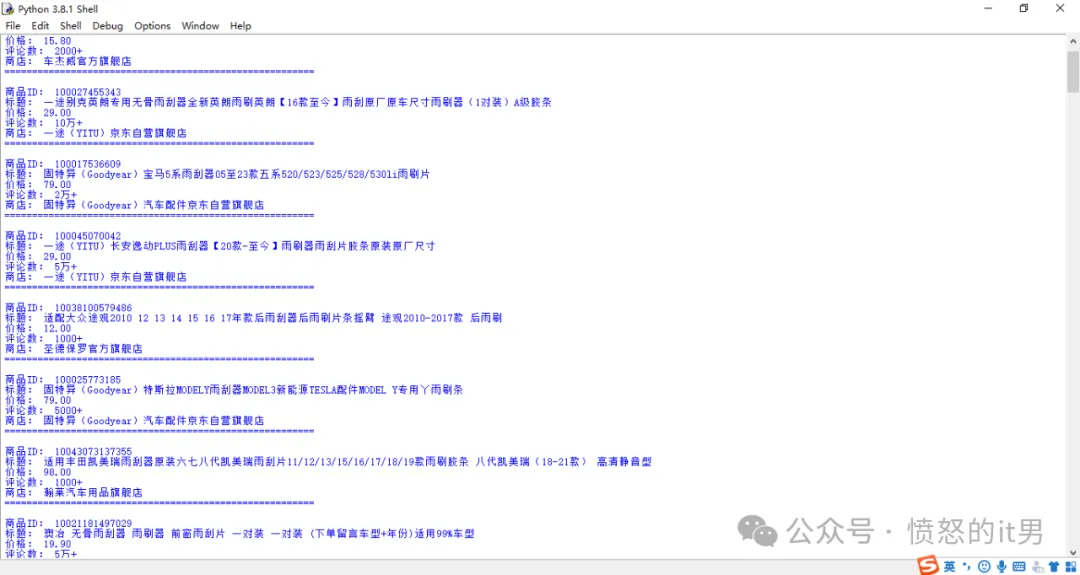 Python 3.8.1 Shell
File Edit Shell Debug Options Window Help
价格： 15.80
评论数： 2000+
商店： 车杰威官方旗舰店
========================================================
商品ID： 100027455343
标题： 一途别克英朗专用无骨雨刮器全新英朗雨刷英朗【16款至今】雨刮原厂原车尺寸雨刷器（1对装）A级胶条
价格： 29.00
评论数： 10万+
商店： 一途（YITU）京东自营旗舰店
========================================================
商品ID： 100017536609
标题： 固特异（Goodyear）宝马5系雨刮器05至23款五系520/523/525/528/530li雨刷片
价格： 79.00
评论数： 2万+
商店： 固特异（Goodyear）汽车配件京东自营旗舰店
========================================================
商品ID： 100045070042
标题： 一途（YITU）长安逸动PLUS雨刮器【20款-至今】雨刷器雨刮片胶条原装原厂尺寸
价格： 29.00
评论数： 5万+
商店： 一途（YITU）京东自营旗舰店
========================================================
商品ID： 10038100579486
标题： 适配大众途观2010 12 13 14 15 16 17年款后雨刮器后雨刷片条摇臂 途观2010-2017款 后雨刷
价格： 12.00
评论数： 1000+
商店： 圣德保罗官方旗舰店
========================================================
商品ID： 100025773185
标题： 固特异（Goodyear）特斯拉MODELY雨刮器MODEL3新能源TESLA配件MODEL Y专用丫雨刷条
价格： 79.00
评论数： 5000+
商店： 固特异（Goodyear）汽车配件京东自营旗舰店
========================================================
商品ID： 10043073137355
标题： 适用丰田凯美瑞雨刮器原装六七八代凯美瑞雨刮片11/12/13/15/16/17/18/19款雨刷胶条 八代凯美瑞（18-21款） 高清静音型
价格： 98.00
评论数： 1000+
商店： 翰莱汽车用品旗舰店
========================================================
商品ID： 10021181497029
标题： 澳冶 无骨雨刮器 雨刷器 前窗雨刮片 一对装 一对装 (下单留言车型+年份)适用99%车型
价格： 19.90
评论数： 5万+
公众号 · 愤怒的it男
S 英